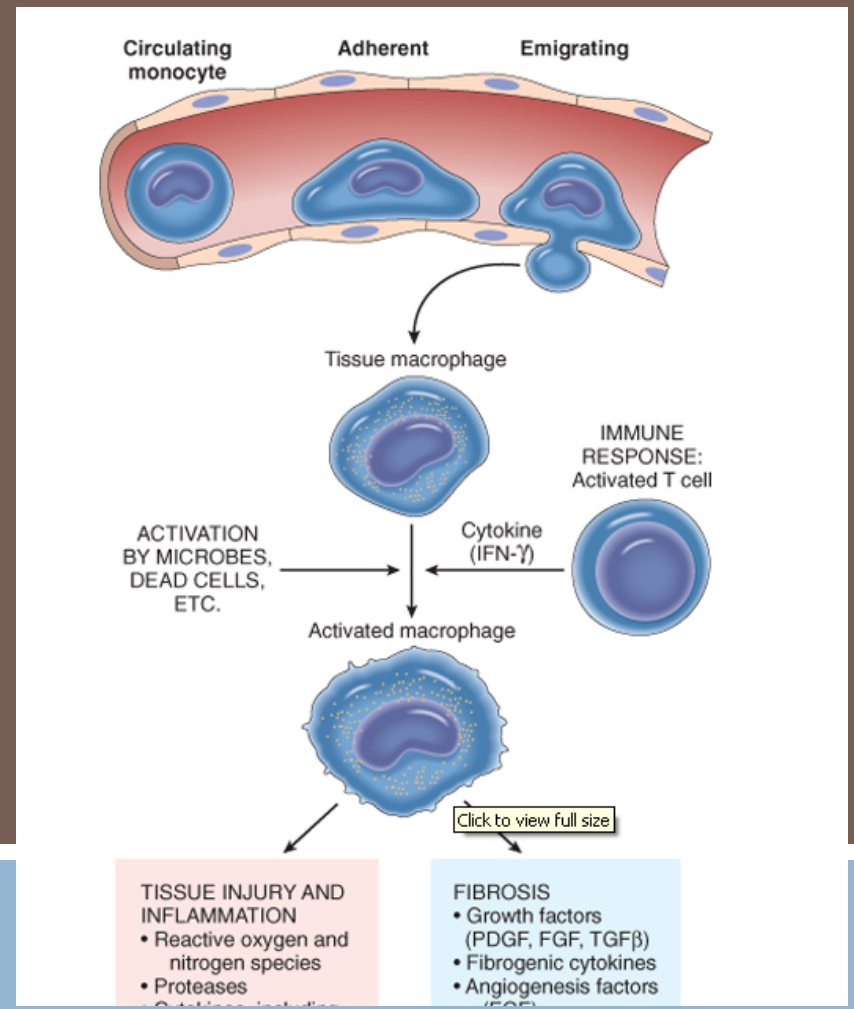 Circulating
monocyte
Adherent
Emigrating
Tissue macrophage
IMMUNE
RESPONSE:
Activated T cell
ACTIVATION
BY MICROBES,
DEAD CELLS,
ETC.
Cytokine
(IFN-γ)
Activated macrophage
Click to view full size
TISSUE INJURY AND
INFLAMMATION
• Reactive oxygen and
nitrogen species
• Proteases
• Cytokines, including
FIBROSIS
• Growth factors
(PDGF, FGF, TGFβ)
• Fibrogenic cytokines
• Angiogenesis factors